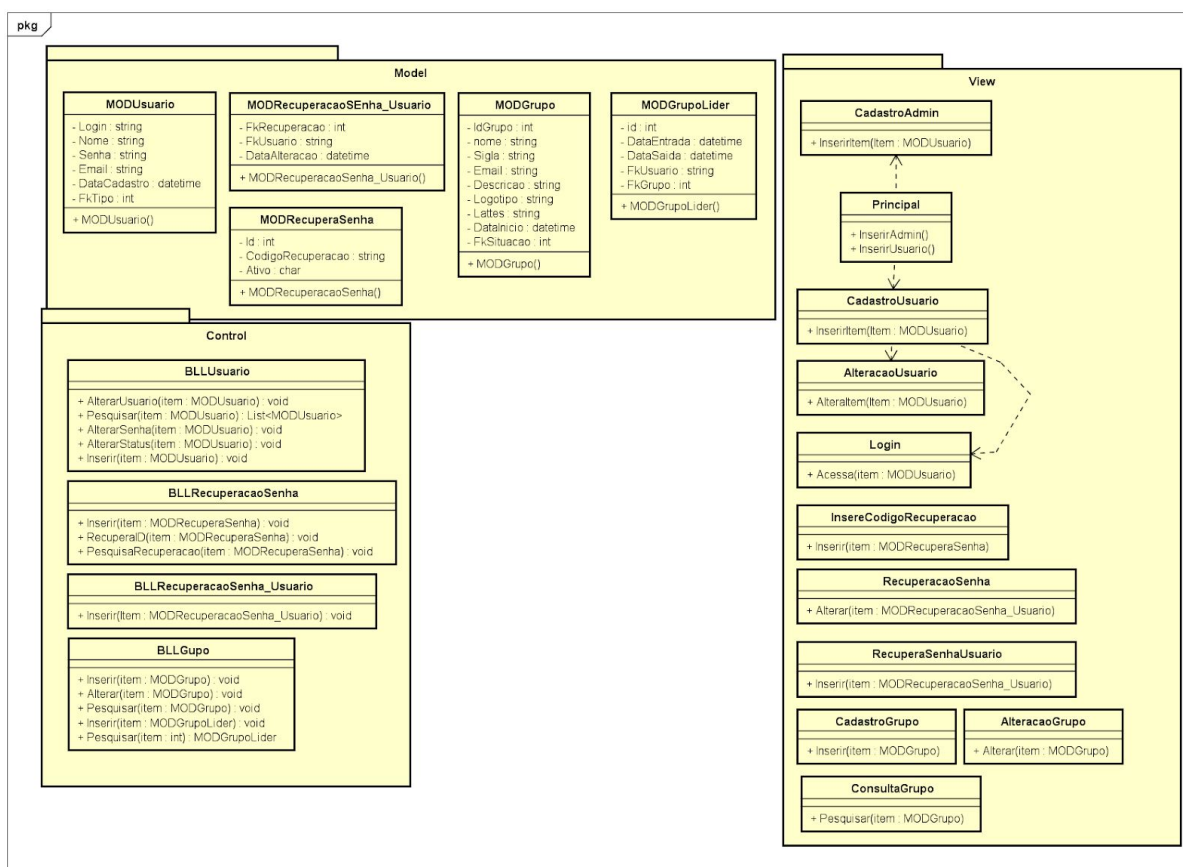 pkg
Model
MODUsuario
- Login : string
- Nome : string
- Senha : string
- Email : string
- DataCadastro : datetime
- FkTipo : int
+ MODUsuario()
MODRecuperacaoSEnha_Usuario
- FkRecuperacao : int
- FkUsuario : string
- DataAlteracao : datetime
+ MODRecuperacaoSenha_Usuario()
MODRecuperaSenha
- Id : int
- CodigoRecuperacao : string
- Ativo : char
+ MODRecuperacaoSenha()
MODGrupo
- IdGrupo : int
- nome : string
- Sigla : string
- Email : string
- Descricao : string
- Logotipo : string
- Lattes : string
- DataInicio : datetime
- FkSituacao : int
+ MODGrupo()
MODGrupoLider
- id : int
- DataEntrada : datetime
- DataSaida : datetime
- FkUsuario : string
- FkGrupo : int
+ MODGrupoLider()
Control
BLLUsuario
+ AlterarUsuario(item : MODUsuario) : void
+ Pesquisar(item : MODUsuario) : List<MODUsuario>
+ AlterarSenha(item : MODUsuario) : void
+ AlterarStatus(item : MODUsuario) : void
+ Inserir(item : MODUsuario) : void
BLLRecuperacaoSenha
+ Inserir(item : MODRecuperaSenha) : void
+ RecuperaID(item : MODRecuperaSenha) : void
+ PesquisaRecuperacao(item : MODRecuperaSenha) : void
BLLRecuperacaoSenha_Usuario
+ Inserir(Item : MODRecuperacaoSenha_Usuario) : void
BLLGupo
+ Inserir(item : MODGrupo) : void
+ Alterar(item : MODGrupo) : void
+ Pesquisar(item : MODGrupo) : void
+ Inserir(item : MODGrupoLider) : void
+ Pesquisar(item : int) : MODGrupoLider
View
CadastroAdmin
+ InserirItem(Item : MODUsuario)
Principal
+ InserirAdmin()
+ InserirUsuario()
CadastroUsuario
+ InserirItem(Item : MODUsuario)
AlteracaoUsuario
+ AlteraItem(Item : MODUsuario)
Login
+ Acessa(item : MODUsuario)
InsereCodigoRecuperacao
+ Inserir(item : MODRecuperaSenha)
RecuperacaoSenha
+ Alterar(item : MODRecuperacaoSenha_Usuario)
RecuperaSenhaUsuario
+ Inserir(item : MODRecuperacaoSenha_Usuario)
CadastroGrupo
+ Inserir(item : MODGrupo)
AlteracaoGrupo
+ Alterar(item : MODGrupo)
ConsultaGrupo
+ Pesquisar(item : MODGrupo)